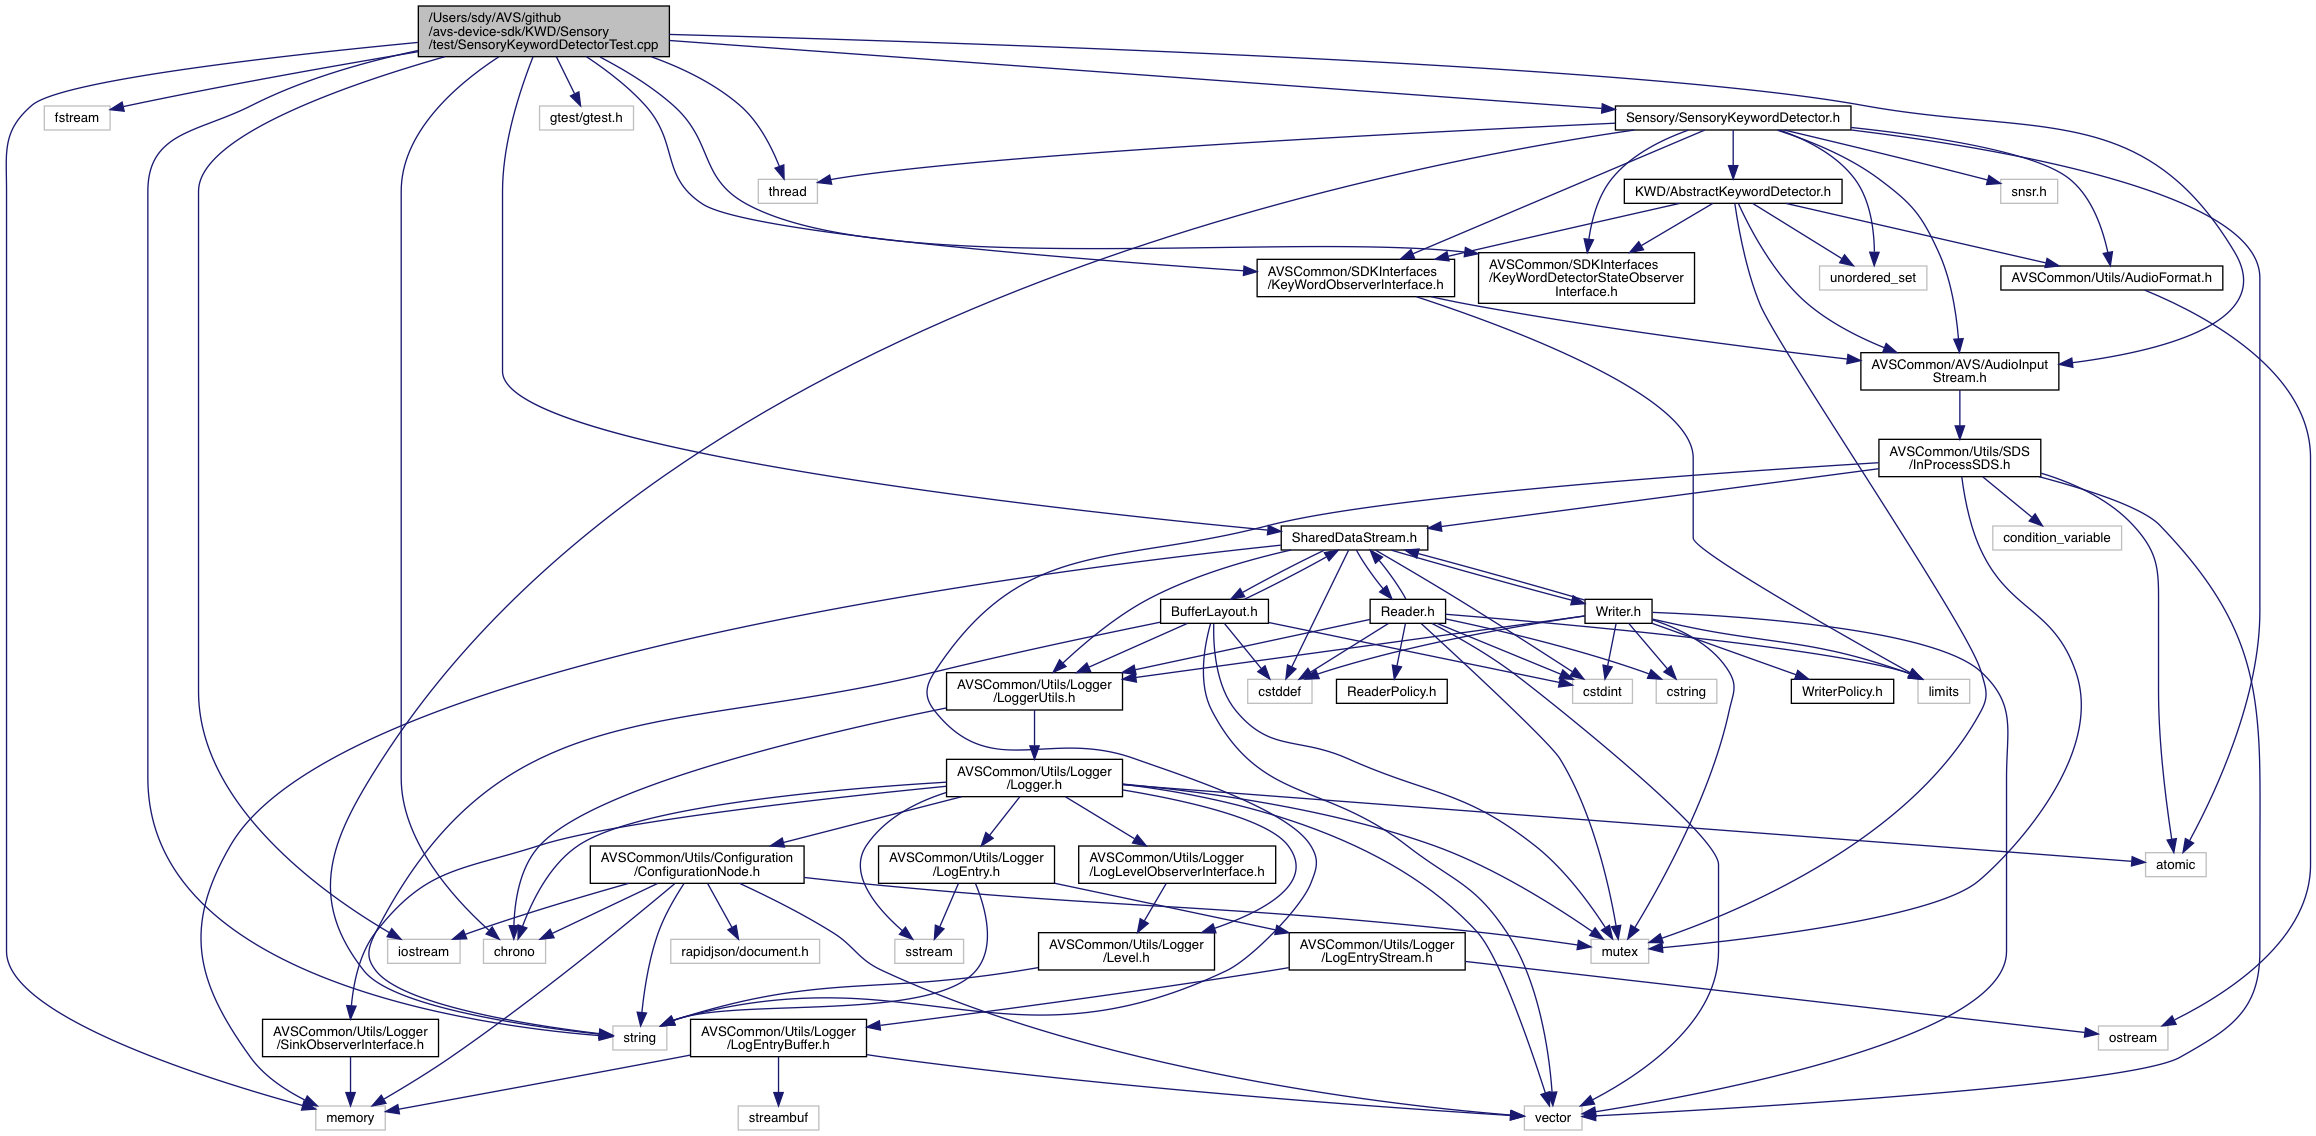 /Users/sdy/AVS/github
/avs-device-sdk/KWD/Sensory
/test/SensoryKeywordDetectorTest.cpp
fstream
gtest/gtest.h
Sensory/SensoryKeywordDetector.h
thread
KWD/AbstractKeywordDetector.h
snsr.h
AVSCommon/SDKInterfaces
/KeyWordObserverInterface.h
AVSCommon/SDKInterfaces
/KeyWordDetectorStateObserver
Interface.h
unordered_set
AVSCommon/Utils/AudioFormat.h
AVSCommon/AVS/AudioInput
Stream.h
AVSCommon/Utils/SDS
/InProcessSDS.h
SharedDataStream.h
condition_variable
BufferLayout.h
Reader.h
Writer.h
AVSCommon/Utils/Logger
/LoggerUtils.h
cstddef
ReaderPolicy.h
cstdint
cstring
WriterPolicy.h
limits
AVSCommon/Utils/Logger
/Logger.h
AVSCommon/Utils/Configuration
/ConfigurationNode.h
AVSCommon/Utils/Logger
/LogEntry.h
AVSCommon/Utils/Logger
/LogLevelObserverInterface.h
atomic
iostream
chrono
rapidjson/document.h
sstream
AVSCommon/Utils/Logger
/Level.h
AVSCommon/Utils/Logger
/LogEntryStream.h
mutex
AVSCommon/Utils/Logger
/SinkObserverInterface.h
string
AVSCommon/Utils/Logger
/LogEntryBuffer.h
ostream
memory
streambuf
vector